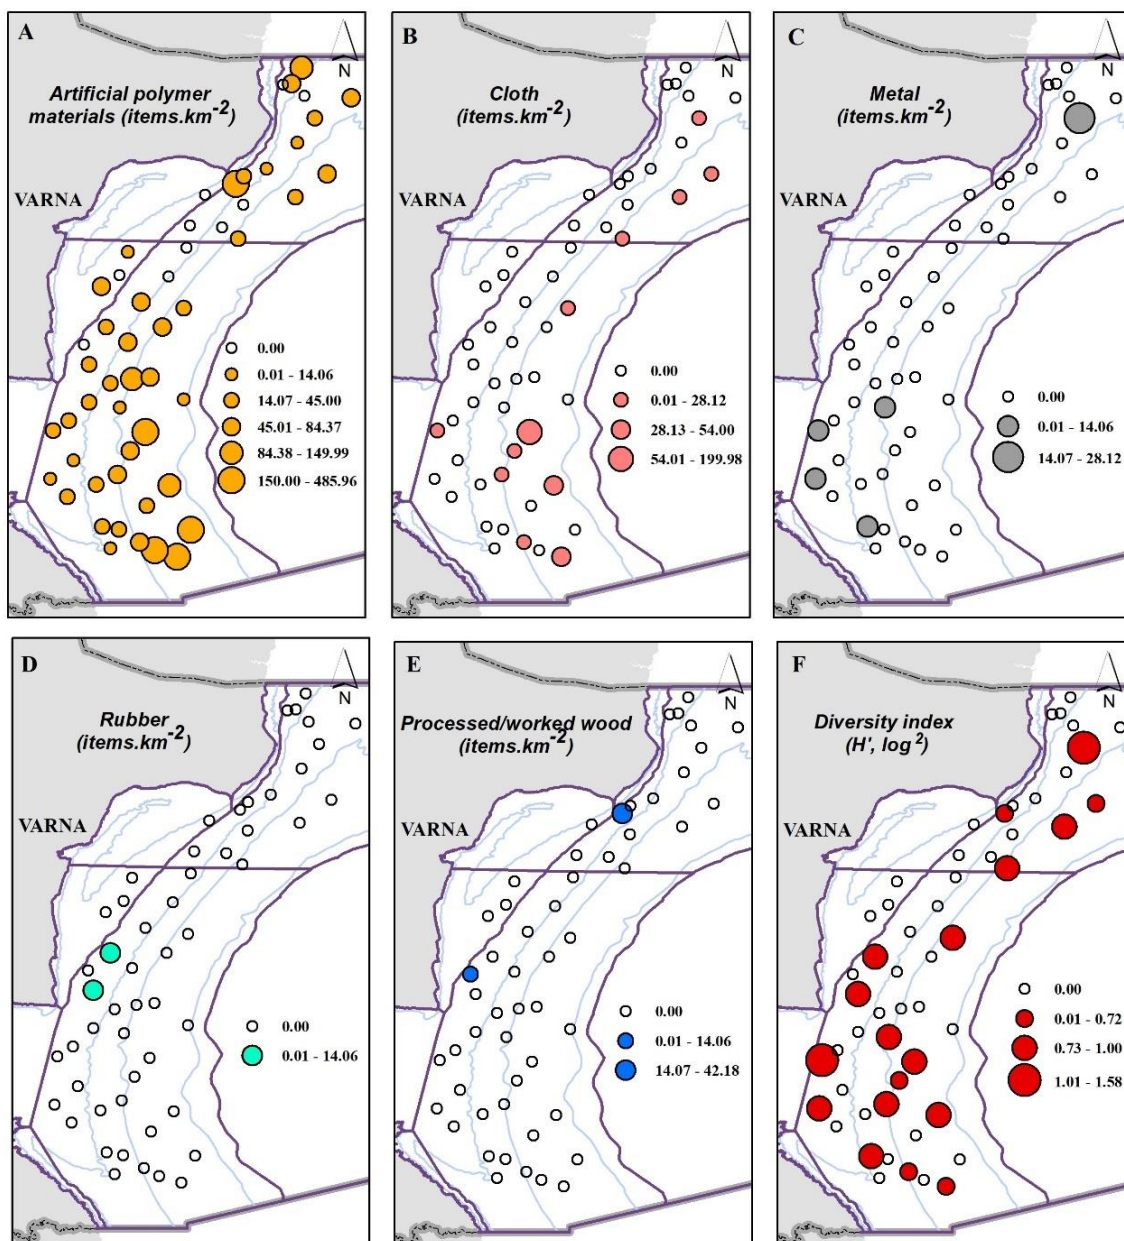 A
N
Artificial polymer
materials (items.km-2)
VARNA
0.00
0.01 - 14.06
14.07 - 45.00
45.01 - 84.37
84.38 - 149.99
150.00 - 485.96
B
N
Cloth
(items.km-2)
VARNA
0.00
0.01 - 28.12
28.13 - 54.00
54.01 - 199.98
C
N
Metal
(items.km-2)
VARNA
0.00
0.01 - 14.06
14.07 - 28.12
D
N
Rubber
(items.km-2)
VARNA
0.00
0.01 - 14.06
E
N
Processed/worked wood
(items.km-2)
VARNA
0.00
0.01 - 14.06
14.07 - 42.18
F
N
Diversity index
(H', log 2)
VARNA
0.00
0.01 - 0.72
0.73 - 1.00
1.01 - 1.58